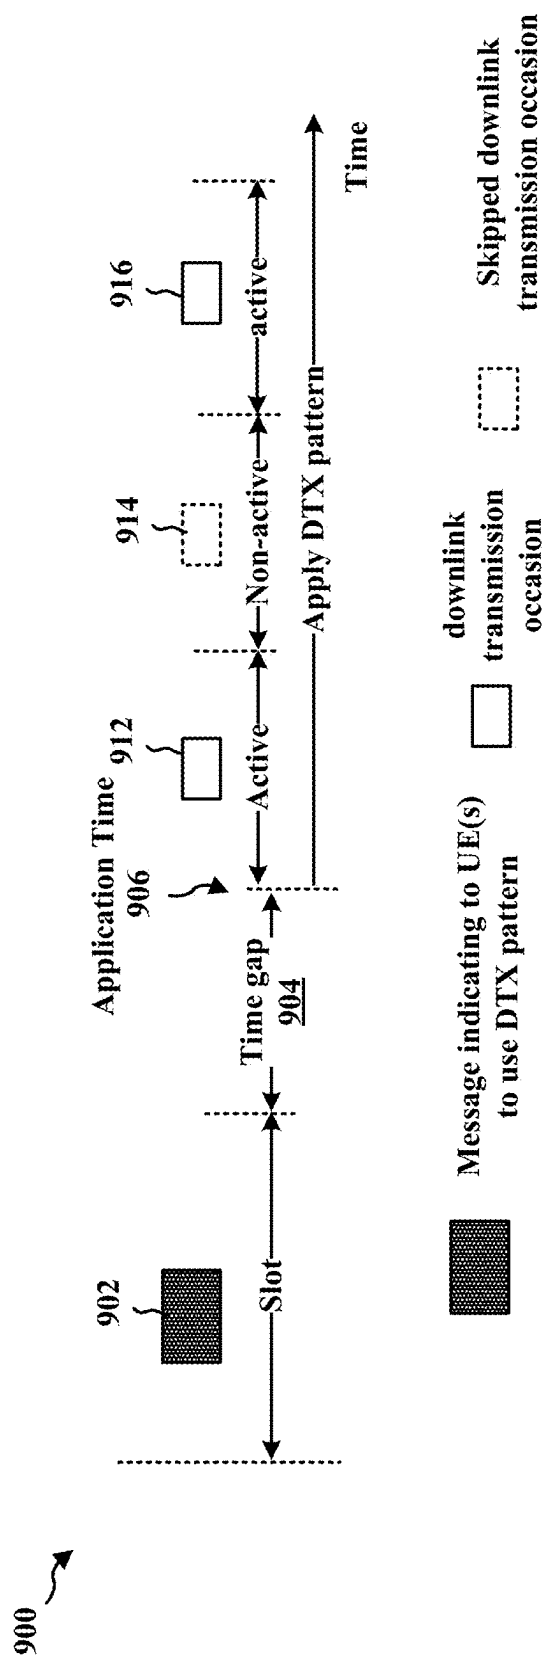 900
902
Slot
Time gap
904
Application Time
906
912
Active
914
Non-active
916
active
Apply DTX pattern
Time
Message indicating to UE(s)
to use DTX pattern
downlink
transmission
occasion
Skipped downlink
transmission occasion